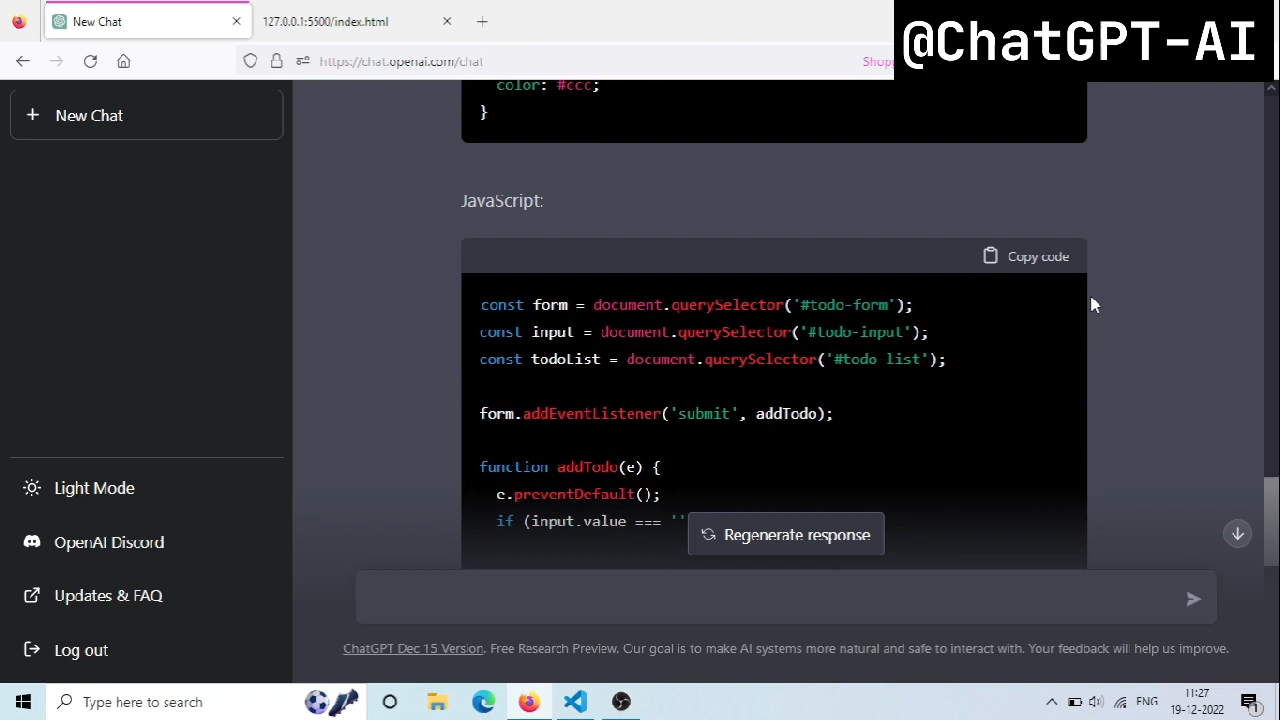 New Chat
127.0.0.1:5500/index.html
@ChatGPT-AI
https://chat.openai.com/chat
Shopp
New Chat
color: #ccc;
}
JavaScript:
Copy code
const form = document.querySelector('#todo-form');
const input = document.querySelector('#todo-input');
const todoList = document.querySelector('#todo list');
form.addEventListener('submit', addTodo);
function addTodo(e) {
e.preventDefault();
if (input.value === ''
Regenerate response
Light Mode
OpenAI Discord
Updates & FAQ
Log out
ChatGPT Dec 15 Version. Free Research Preview. Our goal is to make AI systems more natural and safe to interact with. Your feedback will help us improve.
Type here to search
ENG
11:27
19-12-2022
1